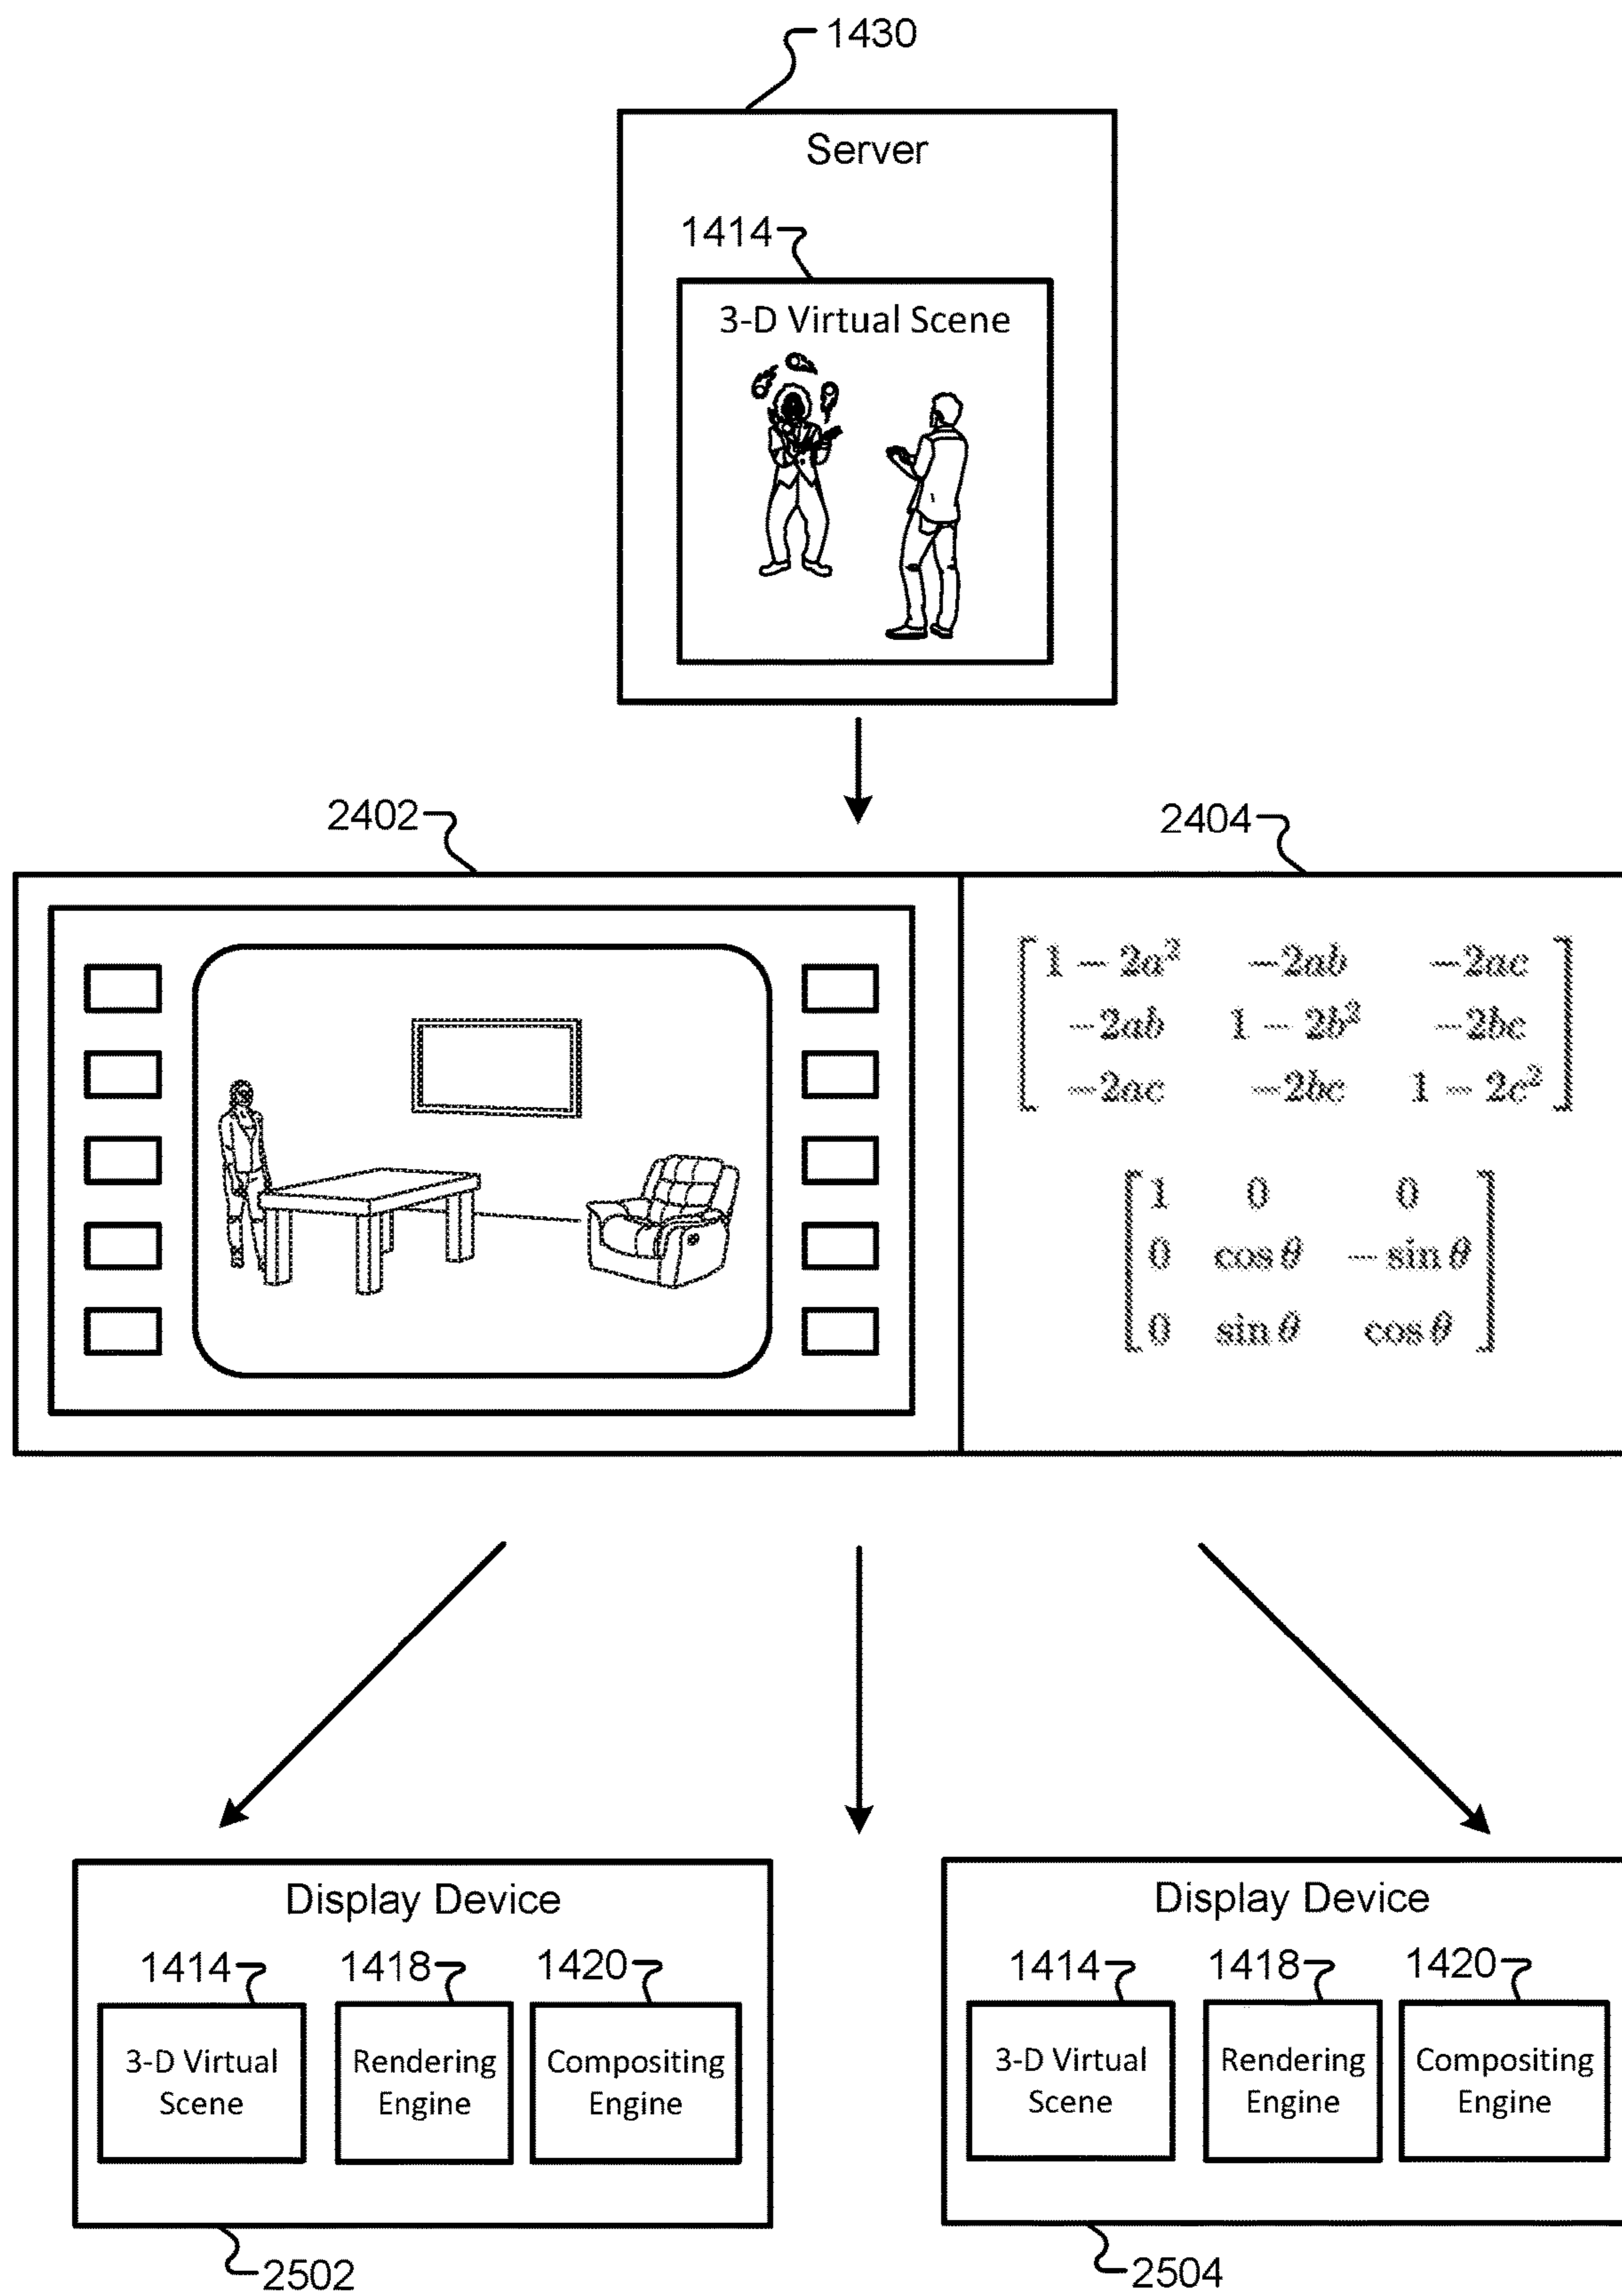 1430
Server
1414
3-D Virtual Scene
2402
2404
1 − 2a² −2ab −2ac
−2ab 1 − 2b² −2bc
−2ac −2bc 1 − 2c²
1 0 0
0 cos θ − sin θ
0 sin θ cos θ
Display Device
1414 1418 1420
3-D Virtual
Scene
Rendering
Engine
Compositing
Engine
2502
Display Device
1414 1418 1420
3-D Virtual
Scene
Rendering
Engine
Compositing
Engine
2504